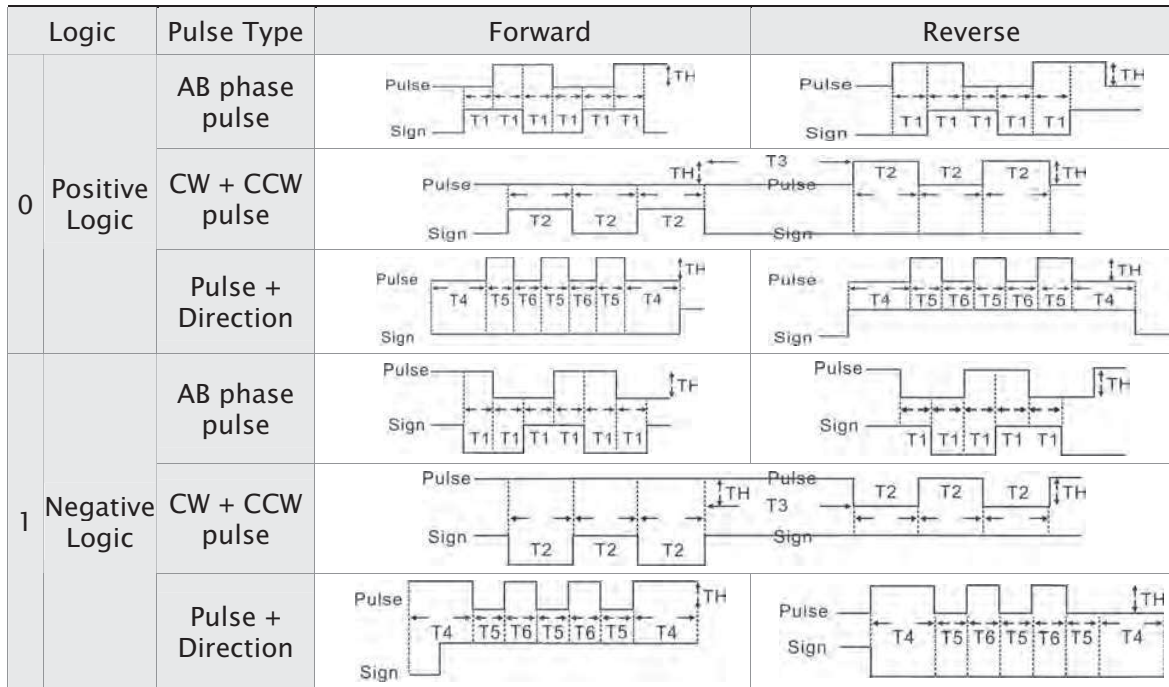 Logic Pulse Type Forward Reverse
0 Positive Logic
AB phase pulse
Pulse TH
T1 T1 T1 T1 T1 T1
Sign
Pulse TH
T1 T1 T1 T1 T1
Sign
CW + CCW pulse
Pulse TH T3 Pulse T2 T2 T2 TH
Sign T2 T2 T2 Sign
Pulse + Direction
Pulse TH
T4 T5 T6 T5 T6 T5 T4
Sign
Pulse TH
T4 T5 T6 T5 T6 T5 T4
Sign
1 Negative Logic
AB phase pulse
Pulse TH
Sign T1 T1 T1 T1 T1 T1
Pulse TH
Sign T1 T1 T1 T1 T1
CW + CCW pulse
Pulse TH T3 Pulse T2 T2 T2 TH
Sign T2 T2 T2 Sign
Pulse + Direction
Pulse TH
T4 T5 T6 T5 T6 T5 T4
Sign
Pulse TH
T4 T5 T6 T5 T6 T5 T4
Sign